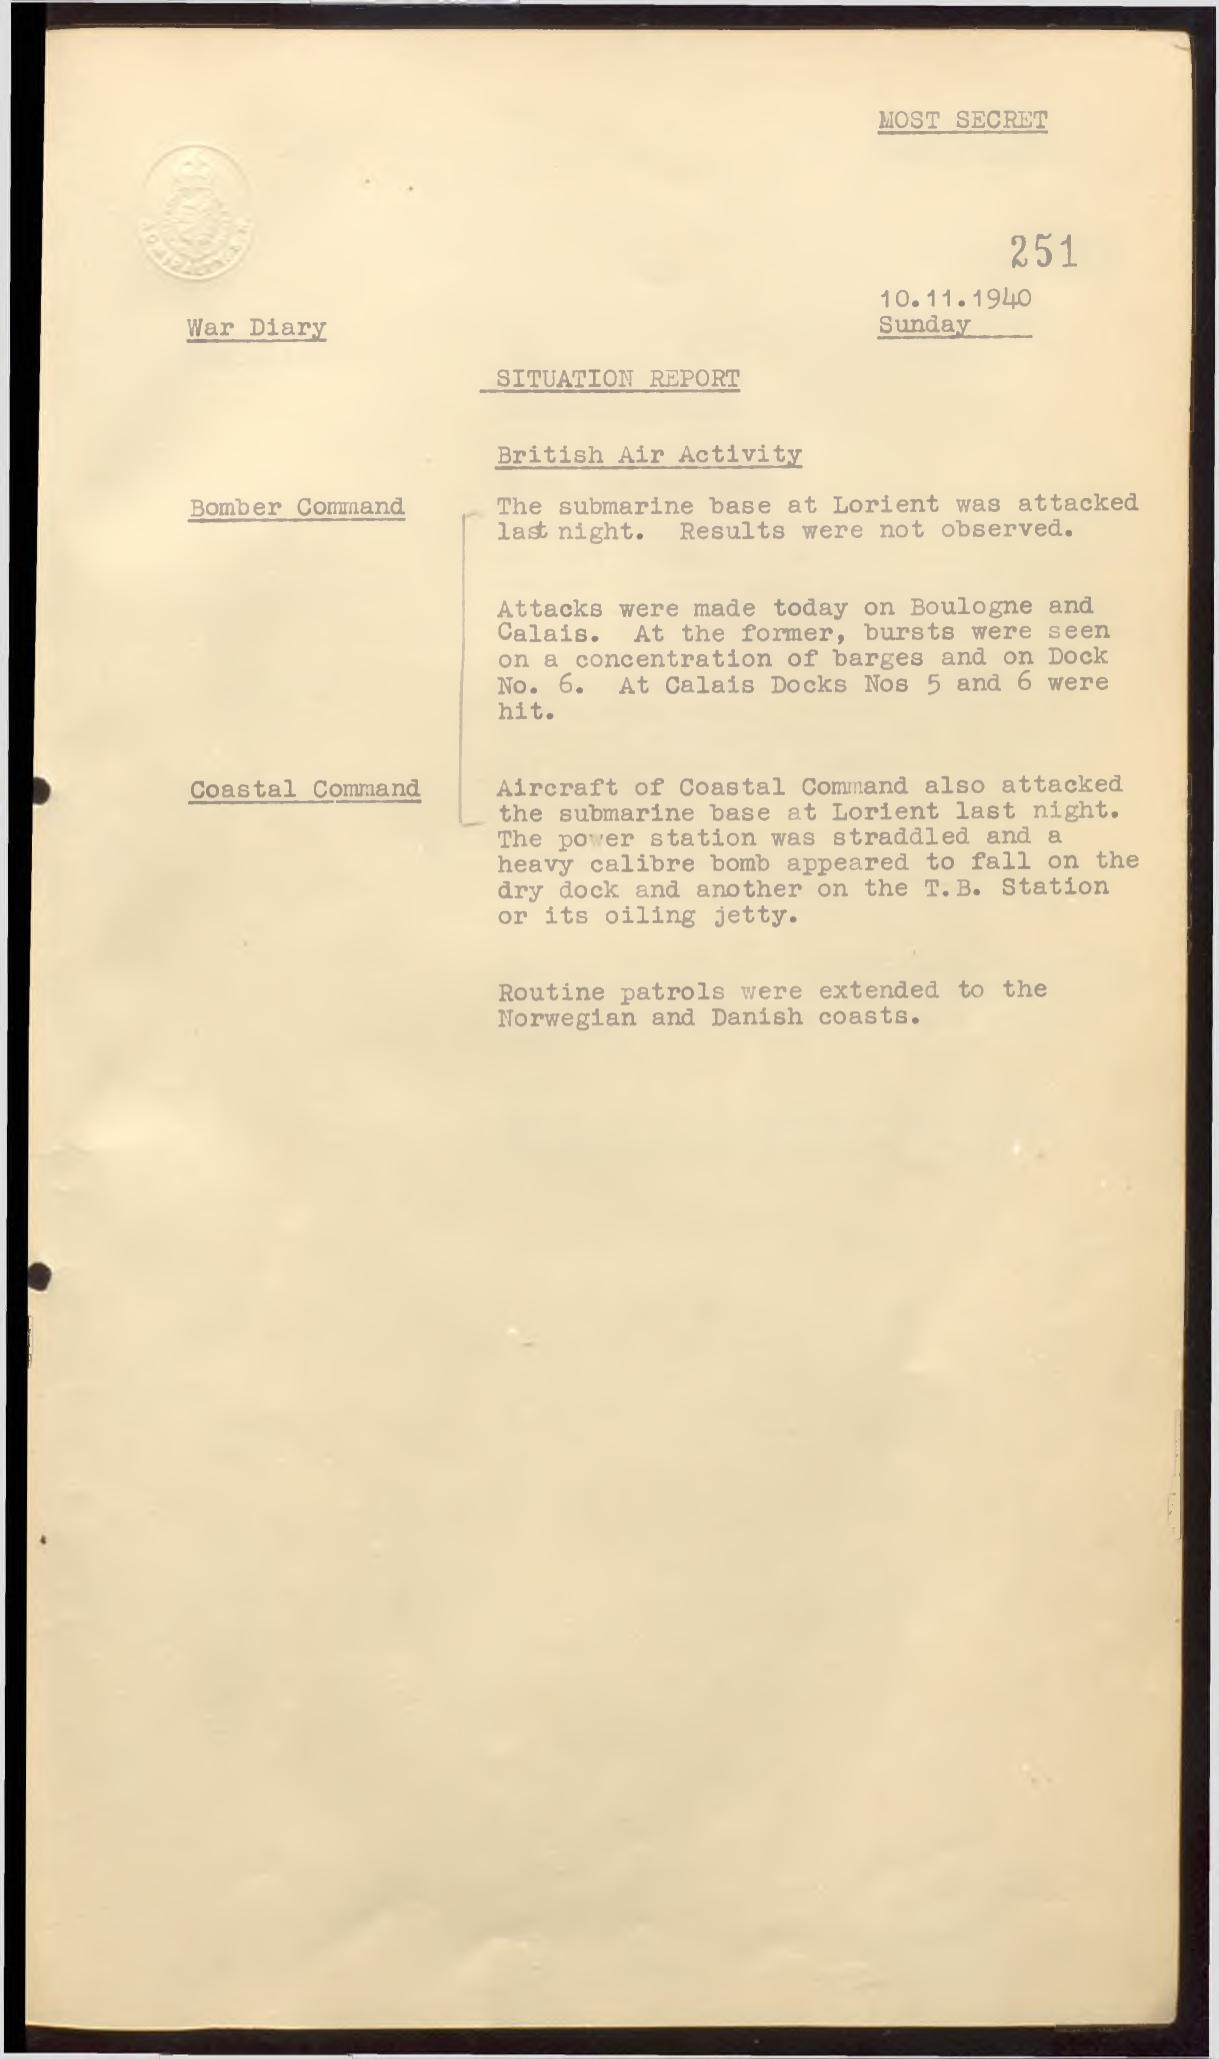 MOST SECRET
251
10.11.1940
Sunday
War Diary
SITUATION REPORT
British Air Activity
Bomber Command
The submarine base at Lorient was attacked
last night. Results were not observed.
Attacks were made today on Boulogne and
Calais. At the former, bursts were seen
on a concentration of barges and on Dock
No. 6. At Calais Docks Nos 5 and 6 were
hit.
Coastal Command
Aircraft of Coastal Command also attacked
the submarine base at Lorient last night.
The power station was straddled and a
heavy calibre bomb appeared to fall on the
dry dock and another on the T.B. Station
or its oiling jetty.
Routine patrols were extended to the
Norwegian and Danish coasts.